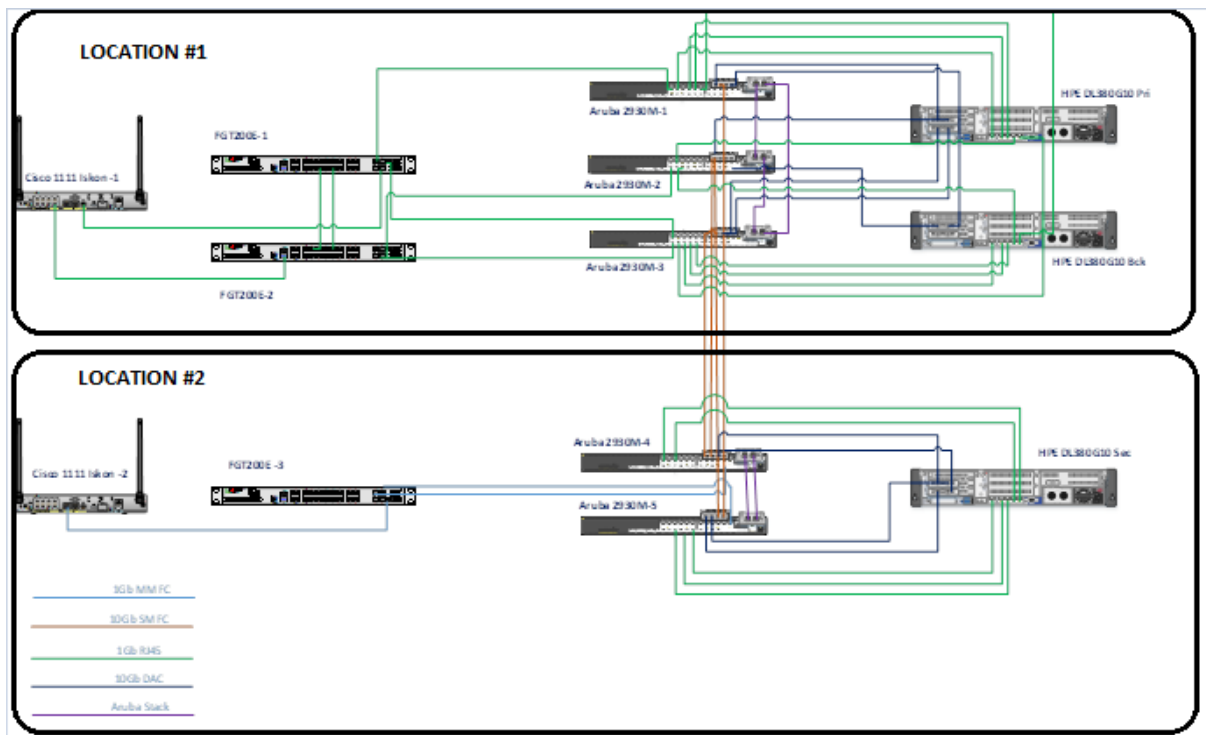 LOCATION #1
HPE DL380G10 Pri
Aruba 2930M-1
FGT200E-1
Cisco 1111 Iskon -1
Aruba 2930M-2
HPE DL380G10 Bck
Aruba 2930M-3
FGT200E-2
LOCATION #2
Aruba 2930M-4
HPE DL380G10 Sec
FGT200E -3
Cisco 1111 Iskon -2
Aruba 2930M-5
1Gb MM FC
10Gb SM FC
1Gb RJ45
10Gb DAC
Aruba Stack